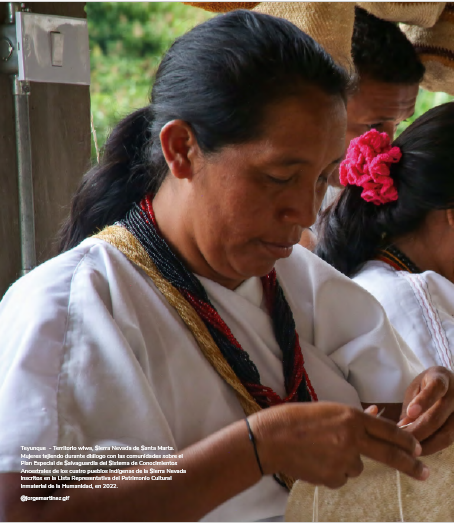 Teyunque - Territorio wiwa, Sierra Nevada de Santa Marta.
Mujeres tejiendo durante diálogo con las comunidades sobre el
Plan Especial de Salvaguardia del Sistema de Conocimientos
Ancestrales de los cuatro pueblos indígenas de la Sierra Nevada
inscritos en la Lista Representativa del Patrimonio Cultural
Inmaterial de la Humanidad, en 2022.
@jorgemartinez.gif